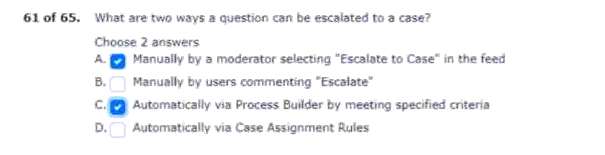 61 of 65. What are two ways a question can be escalated to a case?
Choose 2 answers
A. Manually by a moderator selecting "Escalate to Case" in the feed
B. Manually by users commenting "Escalate"
C. Automatically via Process Builder by meeting specified criteria
D. Automatically via Case Assignment Rules